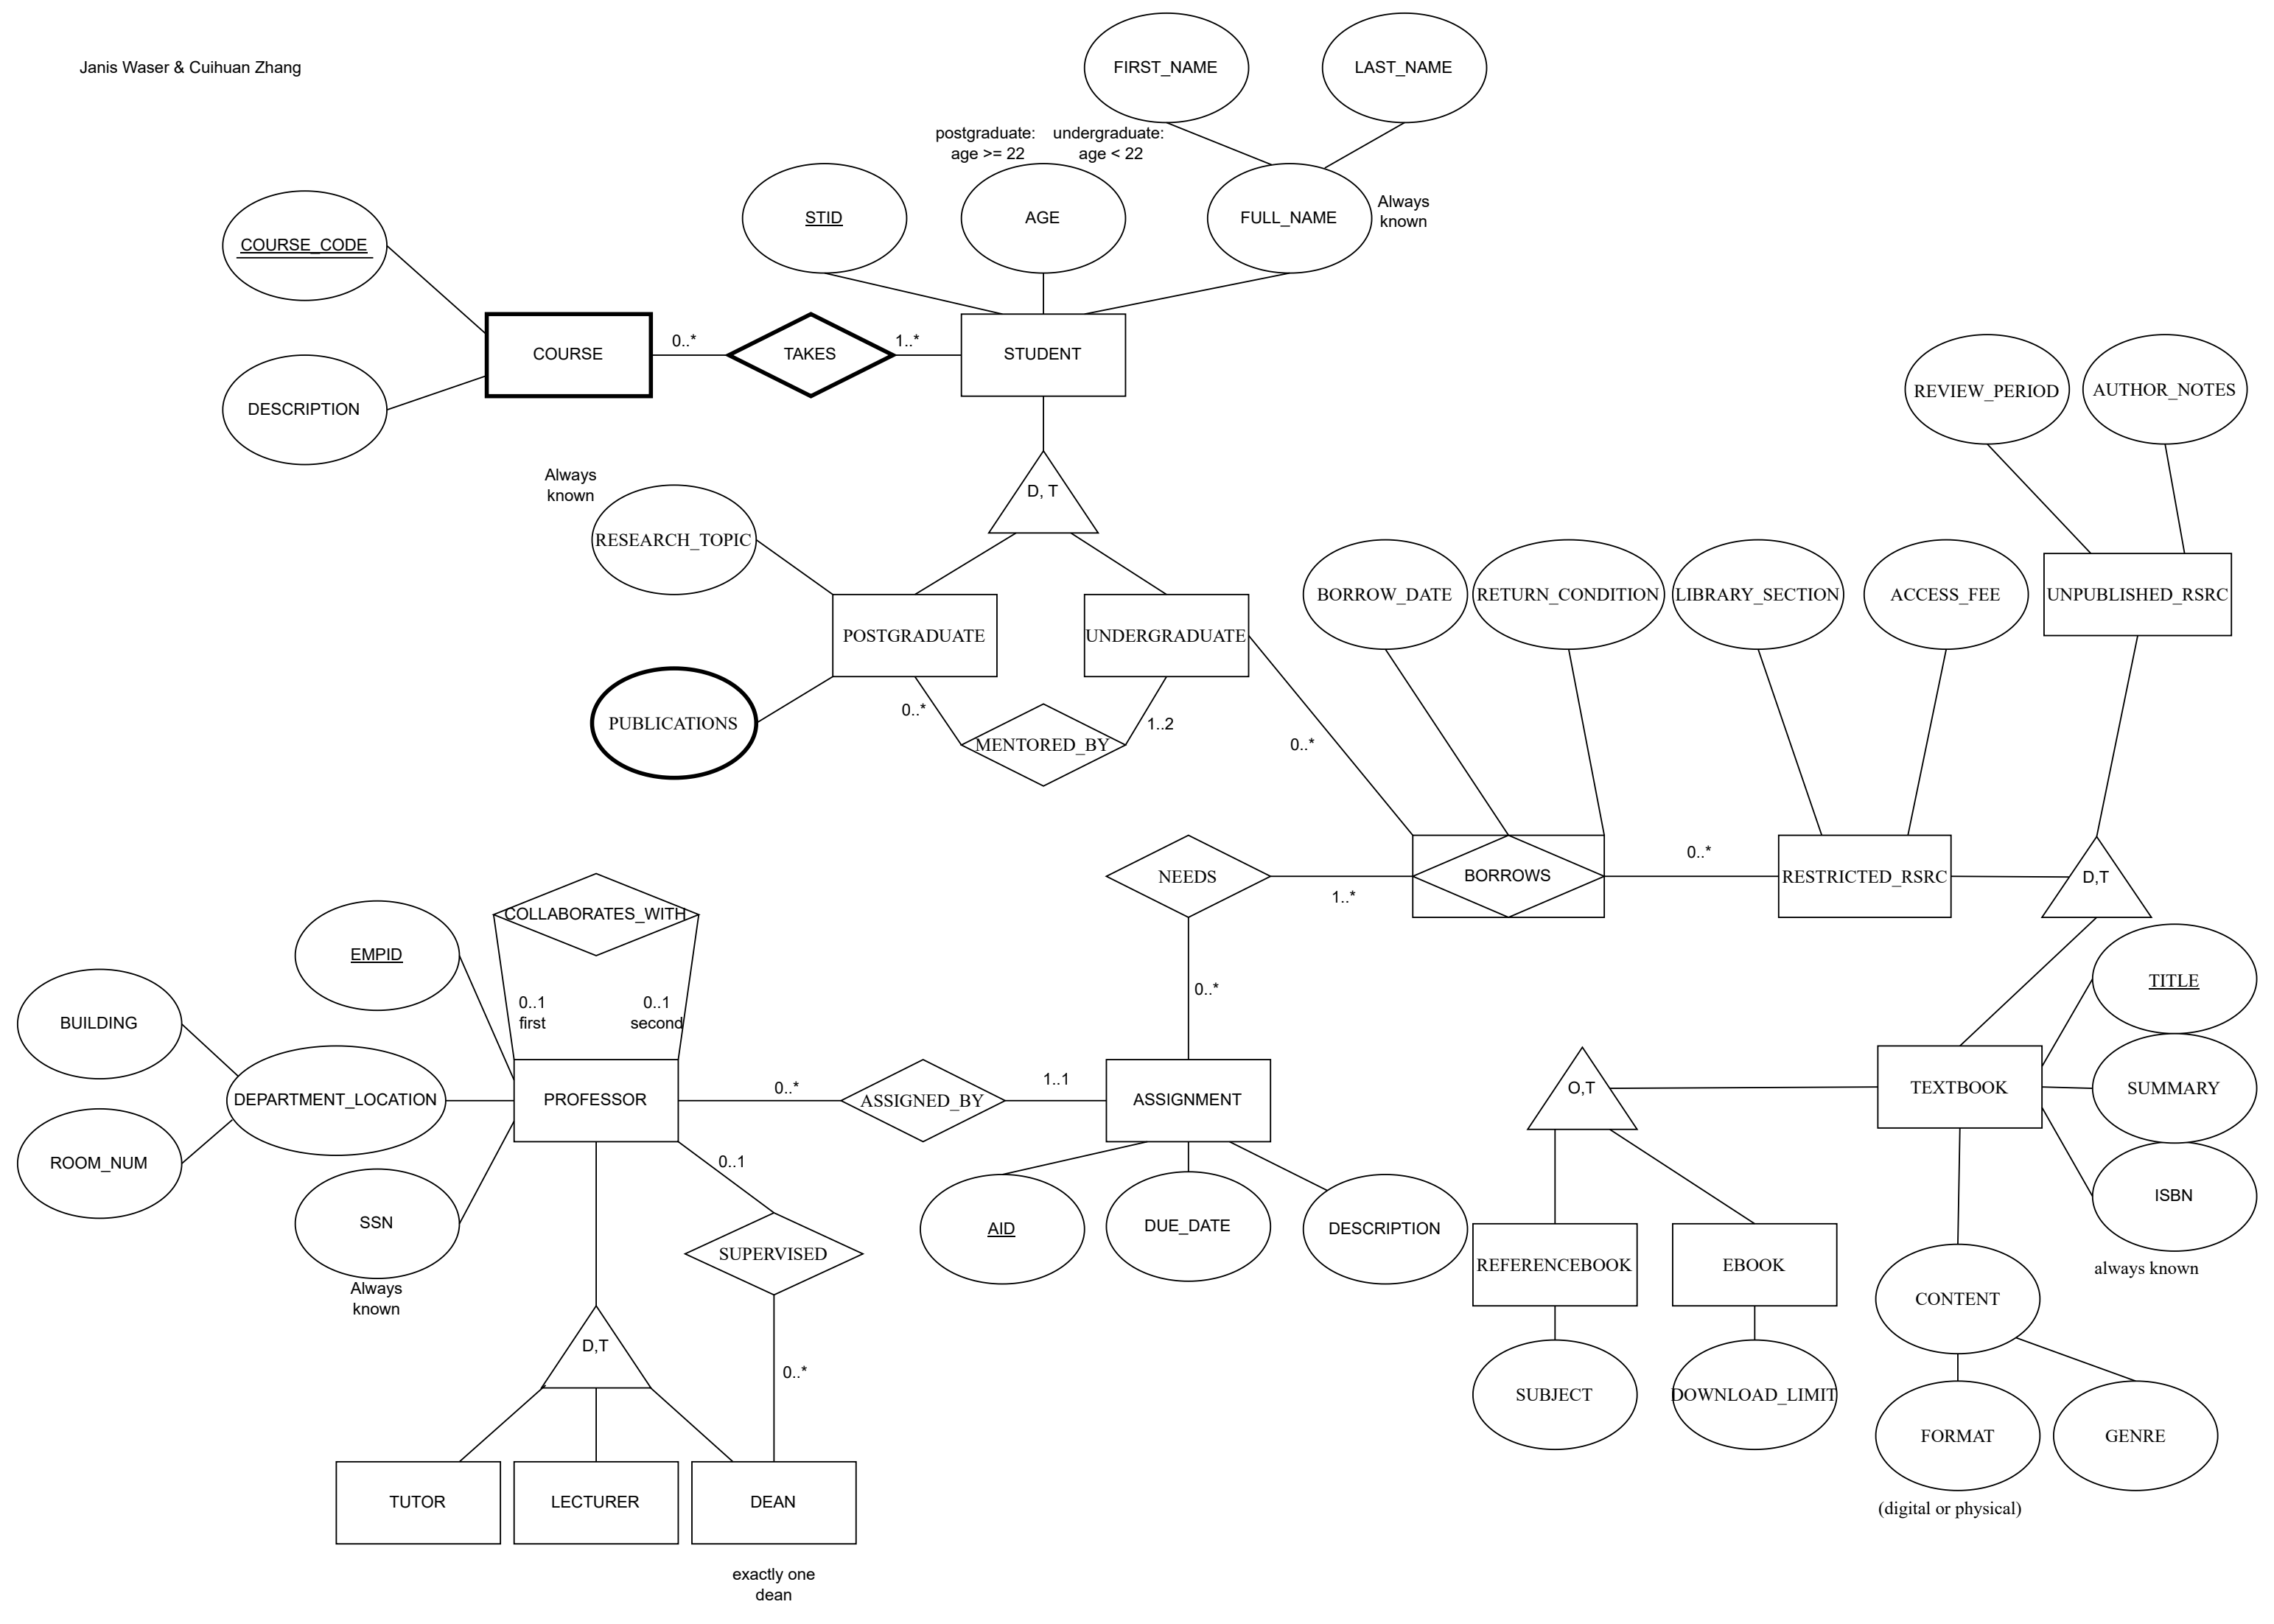 Janis Waser & Cuihuan Zhang
FIRST_NAME
LAST_NAME
postgraduate:
age >= 22
undergraduate:
age < 22
STID
AGE
FULL_NAME
Always
known
COURSE_CODE
DESCRIPTION
COURSE
0..*
TAKES
1..*
STUDENT
REVIEW_PERIOD
AUTHOR_NOTES
D, T
Always
known
RESEARCH_TOPIC
POSTGRADUATE
UNDERGRADUATE
PUBLICATIONS
0..*
MENTORED_BY
1..2
BORROW_DATE
RETURN_CONDITION
LIBRARY_SECTION
ACCESS_FEE
UNPUBLISHED_RSRC
0..*
NEEDS
1..*
BORROWS
0..*
RESTRICTED_RSRC
D,T
COLLABORATES_WITH
0..1
first
0..1
second
EMPID
BUILDING
DEPARTMENT_LOCATION
ROOM_NUM
SSN
Always
known
PROFESSOR
0..*
ASSIGNED_BY
1..1
ASSIGNMENT
0..*
AID
DUE_DATE
DESCRIPTION
0..1
SUPERVISED
0..*
D,T
TUTOR
LECTURER
DEAN
exactly one
dean
O,T
TEXTBOOK
TITLE
SUMMARY
ISBN
always known
REFERENCEBOOK
EBOOK
SUBJECT
DOWNLOAD_LIMIT
CONTENT
FORMAT
GENRE
(digital or physical)